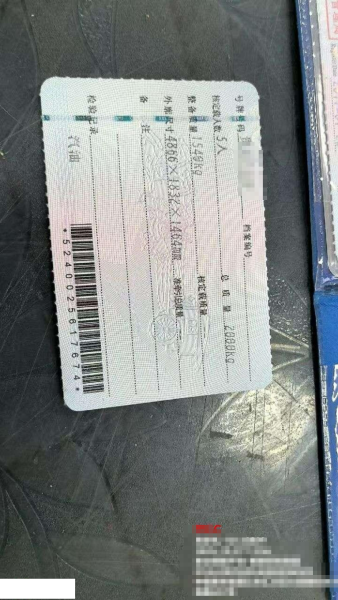 号牌号码 档案编号
核定载人数 5人 总质量 2000kg
整备质量 1540kg 核定载质量
外廓尺寸 4866×1832×1464mm 准牵引总质量
备注
检验记录
汽油
*5240025617674*